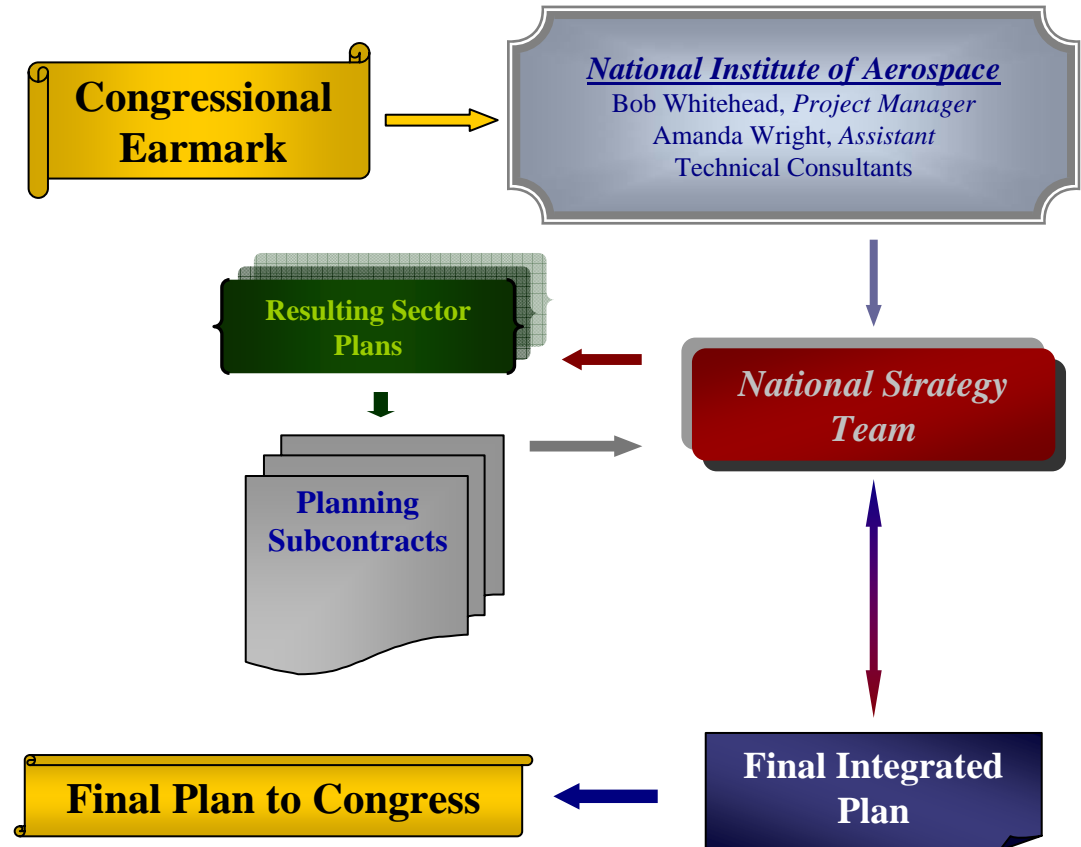 Congressional
Earmark
National Institute of Aerospace
Bob Whitehead, Project Manager
Amanda Wright, Assistant
Technical Consultants
Resulting Sector
Plans
National Strategy
Team
Planning
Subcontracts
Final Integrated
Plan
Final Plan to Congress